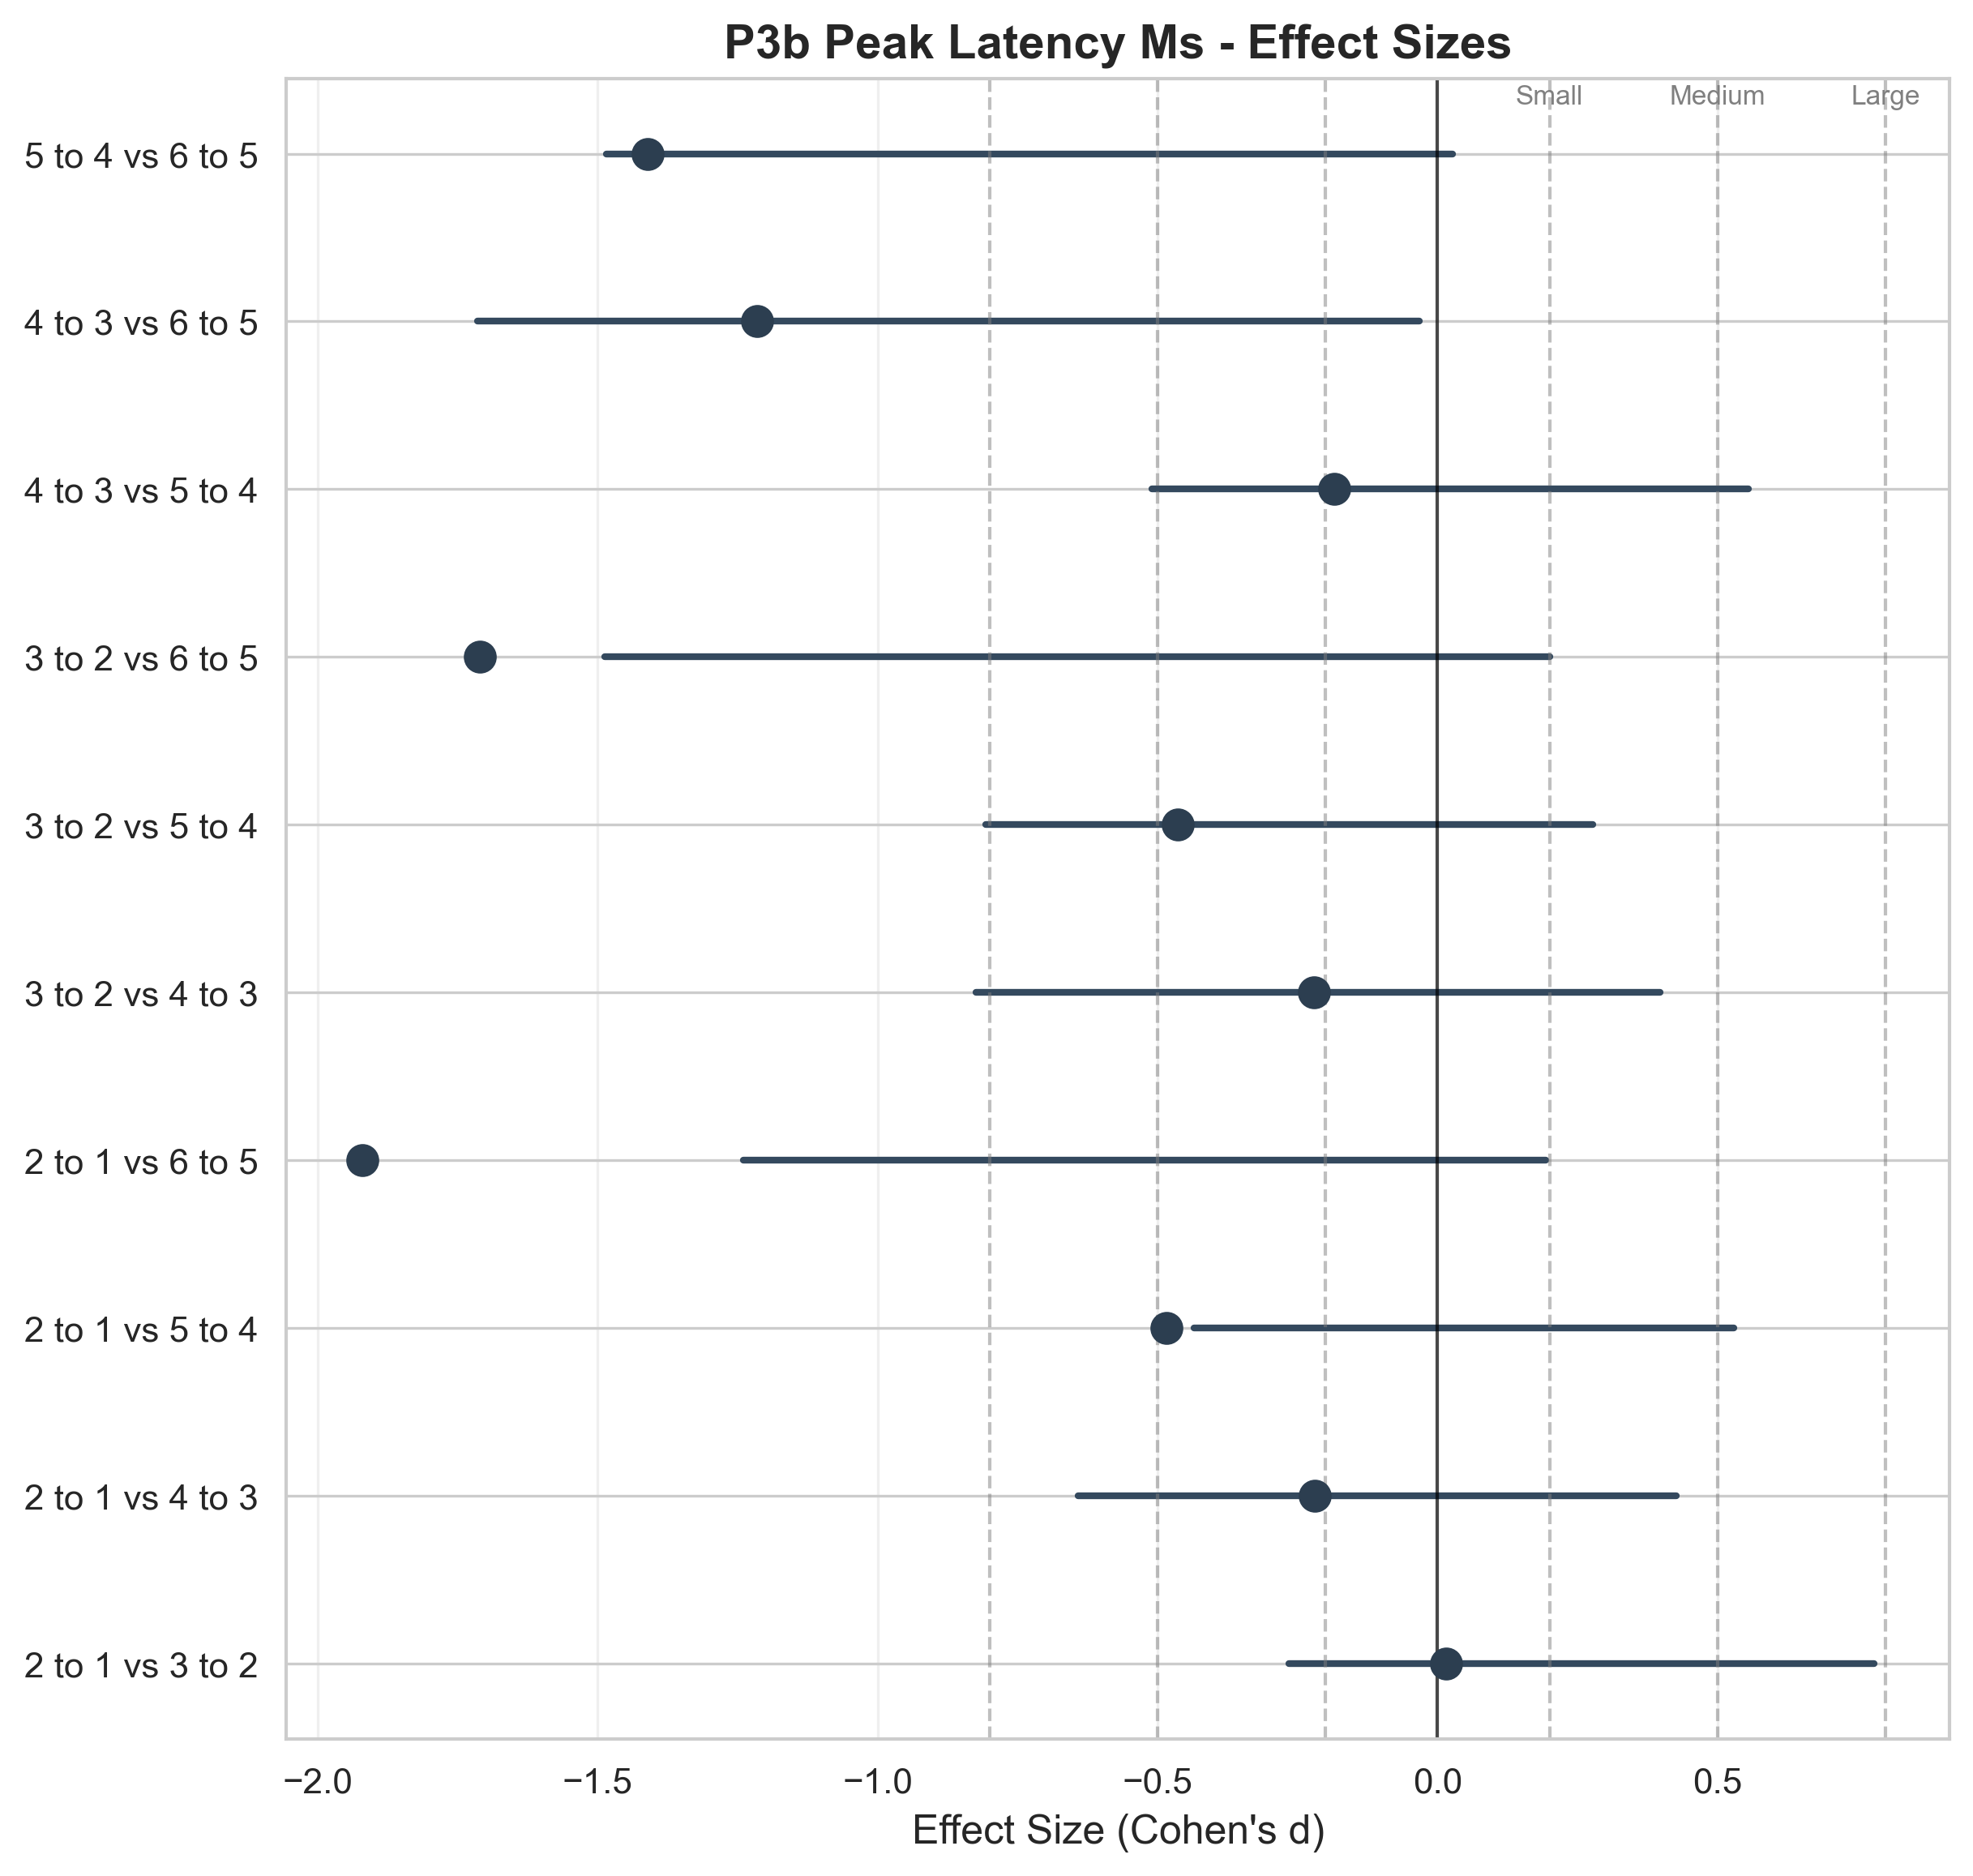 P3b Peak Latency Ms - Effect Sizes
Small Medium Large
5 to 4 vs 6 to 5
4 to 3 vs 6 to 5
4 to 3 vs 5 to 4
3 to 2 vs 6 to 5
3 to 2 vs 5 to 4
3 to 2 vs 4 to 3
2 to 1 vs 6 to 5
2 to 1 vs 5 to 4
2 to 1 vs 4 to 3
2 to 1 vs 3 to 2
−2.0 −1.5 −1.0 −0.5 0.0 0.5
Effect Size (Cohen's d)